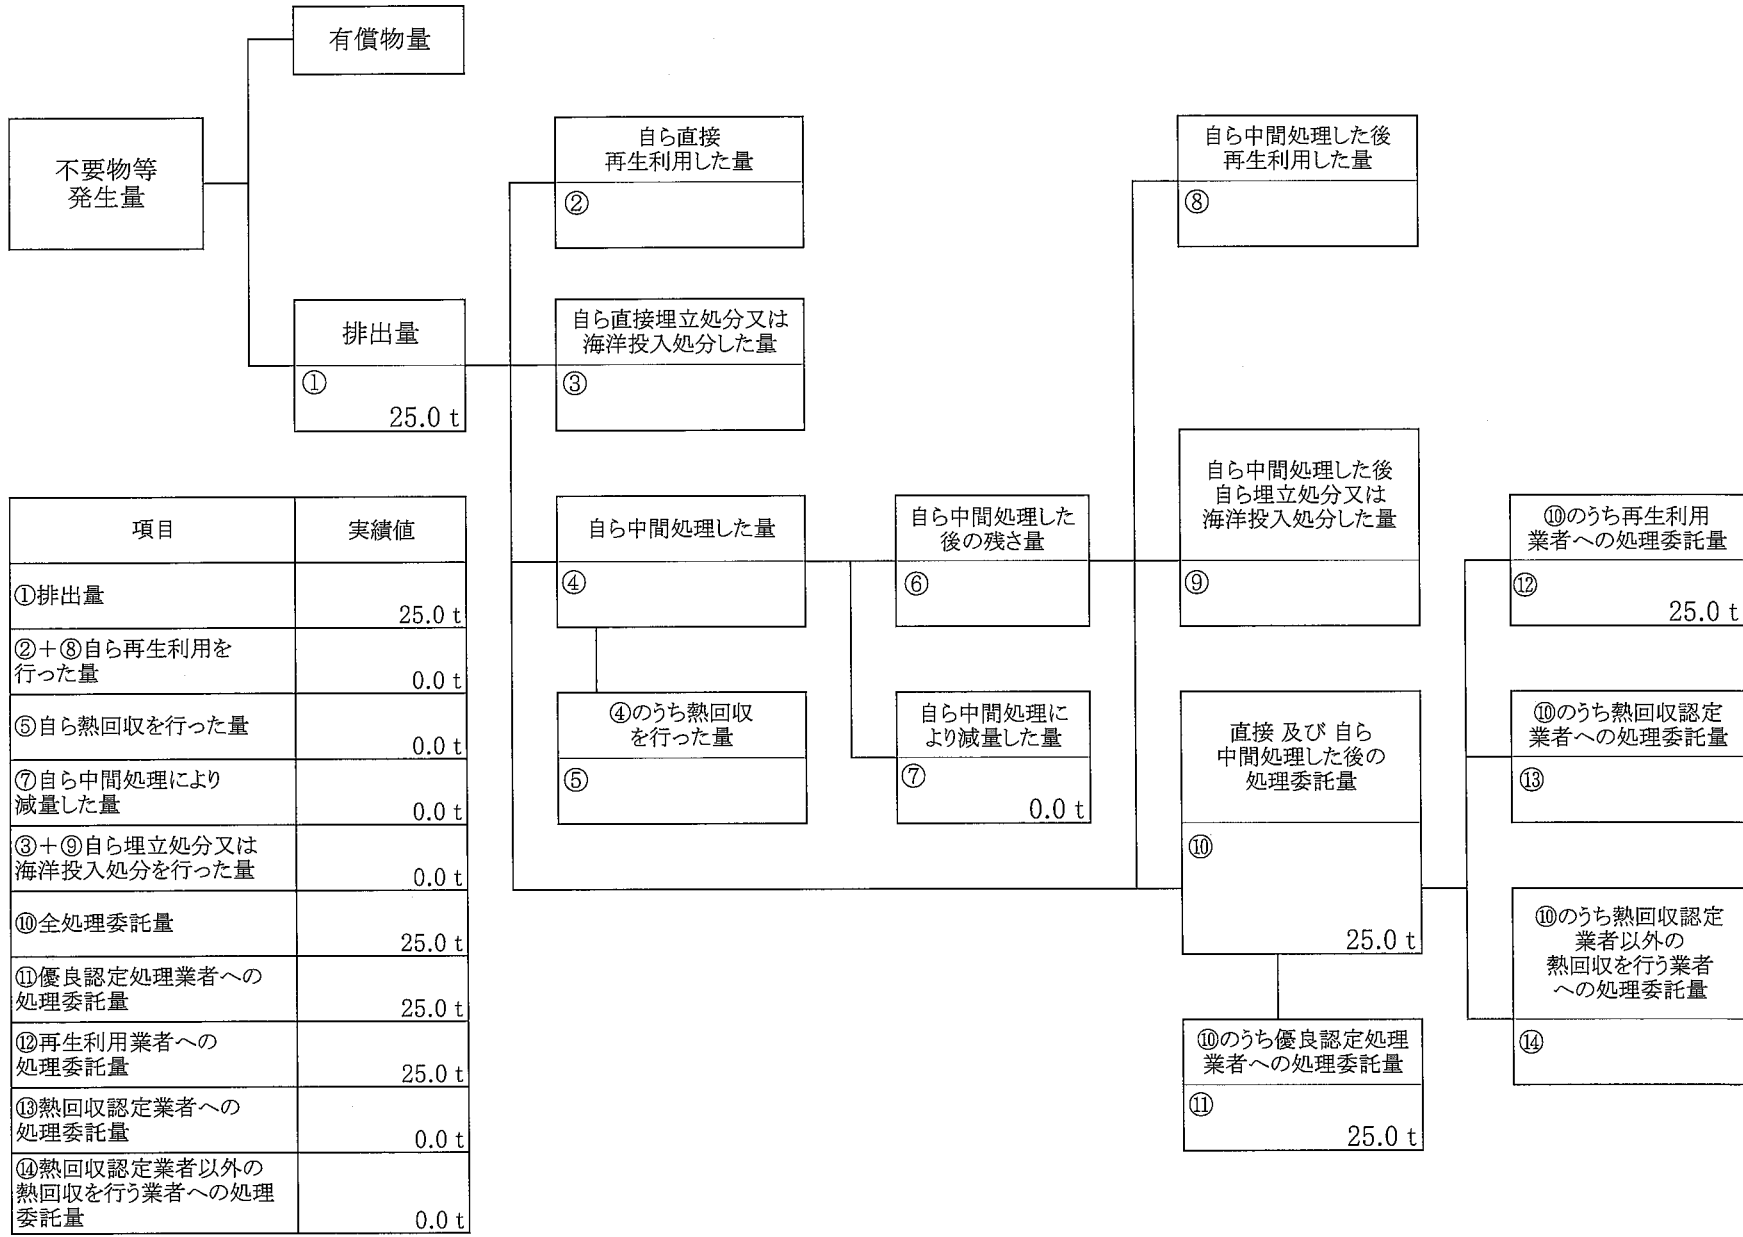 有償物量
不要物等
発生量
排出量
①
25.0 t
自ら直接
再生利用した量
②
自ら直接埋立処分又は
海洋投入処分した量
③
自ら中間処理した量
④
④のうち熱回収
を行った量
⑤
自ら中間処理した
後の残さ量
⑥
自ら中間処理に
より減量した量
⑦
0.0 t
自ら中間処理した後
再生利用した量
⑧
自ら中間処理した後
自ら埋立処分又は
海洋投入処分した量
⑨
直接 及び 自ら
中間処理した後の
処理委託量
⑩
25.0 t
⑩のうち優良認定処理
業者への処理委託量
⑪
25.0 t
⑩のうち再生利用
業者への処理委託量
⑫
25.0 t
⑩のうち熱回収認定
業者への処理委託量
⑬
⑩のうち熱回収認定
業者以外の
熱回収を行う業者
への処理委託量
⑭
項目 実績値
①排出量
25.0 t
②+⑧自ら再生利用を
行った量
0.0 t
⑤自ら熱回収を行った量
0.0 t
⑦自ら中間処理により
減量した量
0.0 t
③+⑨自ら埋立処分又は
海洋投入処分を行った量
0.0 t
⑩全処理委託量
25.0 t
⑪優良認定処理業者への
処理委託量
25.0 t
⑫再生利用業者への
処理委託量
25.0 t
⑬熱回収認定業者への
処理委託量
0.0 t
⑭熱回収認定業者以外の
熱回収を行う業者への処理
委託量
0.0 t